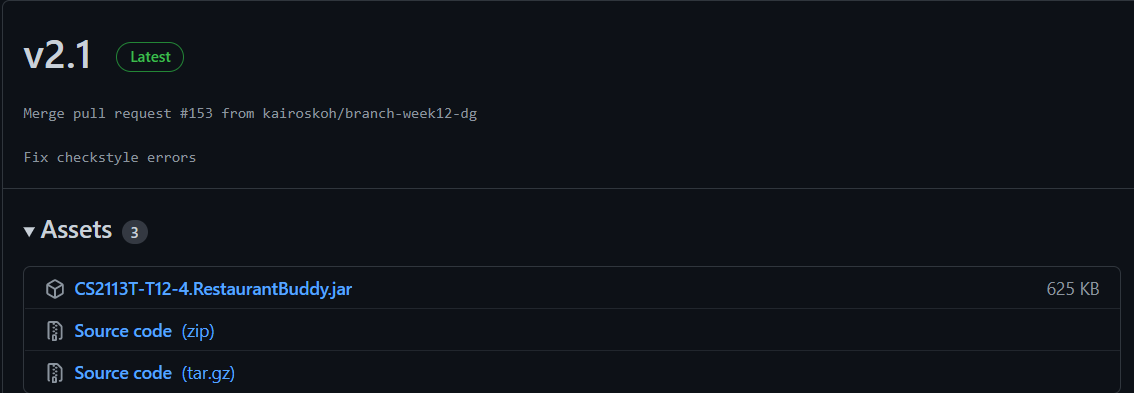 v2.1 Latest
Merge pull request #153 from kairoskoh/branch-week12-dg
Fix checkstyle errors
Assets 3
CS2113T-T12-4.RestaurantBuddy.jar 625 KB
Source code (zip)
Source code (tar.gz)